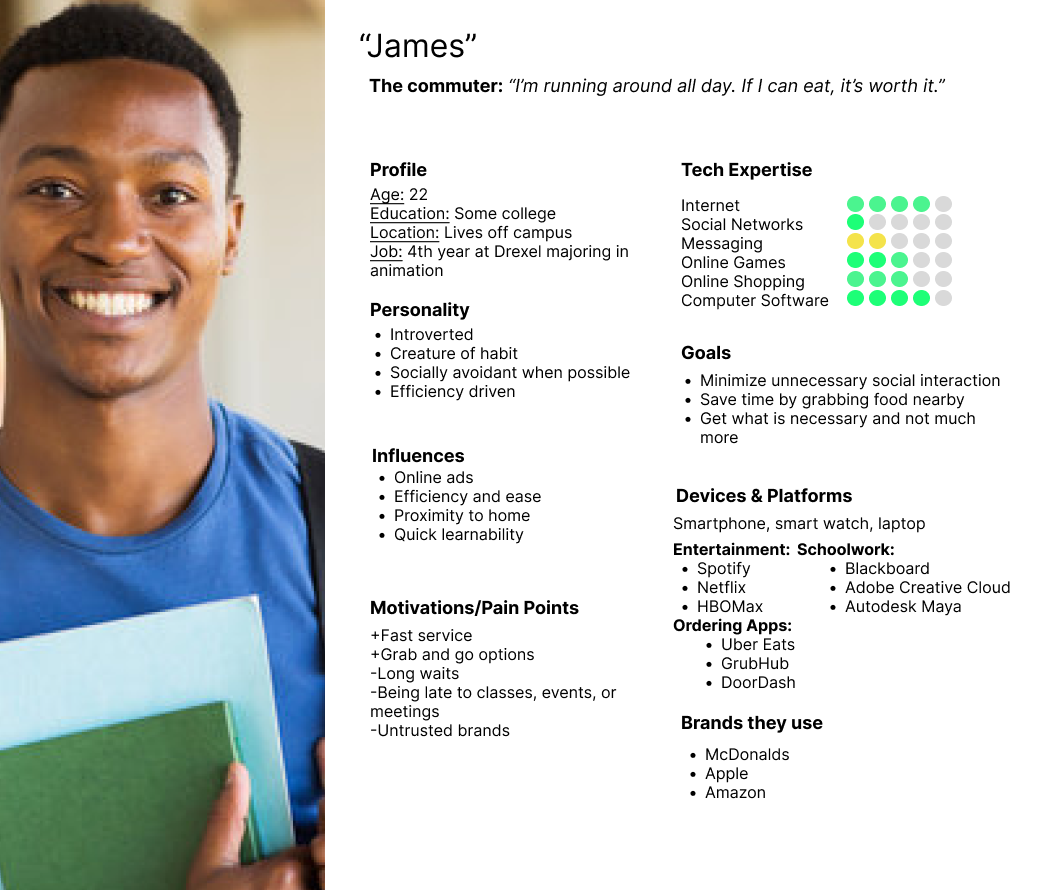 “James”
The commuter: “I’m running around all day. If I can eat, it’s worth it.”
Profile
Age: 22
Education: Some college
Location: Lives off campus
Job: 4th year at Drexel majoring in
animation
Personality
• Introverted
• Creature of habit
• Socially avoidant when possible
• Efficiency driven
Influences
• Online ads
• Efficiency and ease
• Proximity to home
• Quick learnability
Motivations/Pain Points
+Fast service
+Grab and go options
-Long waits
-Being late to classes, events, or
meetings
-Untrusted brands
Tech Expertise
Internet
Social Networks
Messaging
Online Games
Online Shopping
Computer Software
Goals
• Minimize unnecessary social interaction
• Save time by grabbing food nearby
• Get what is necessary and not much
more
Devices & Platforms
Smartphone, smart watch, laptop
Entertainment:
• Spotify
• Netflix
• HBOMax
Schoolwork:
• Blackboard
• Adobe Creative Cloud
• Autodesk Maya
Ordering Apps:
• Uber Eats
• GrubHub
• DoorDash
Brands they use
• McDonalds
• Apple
• Amazon